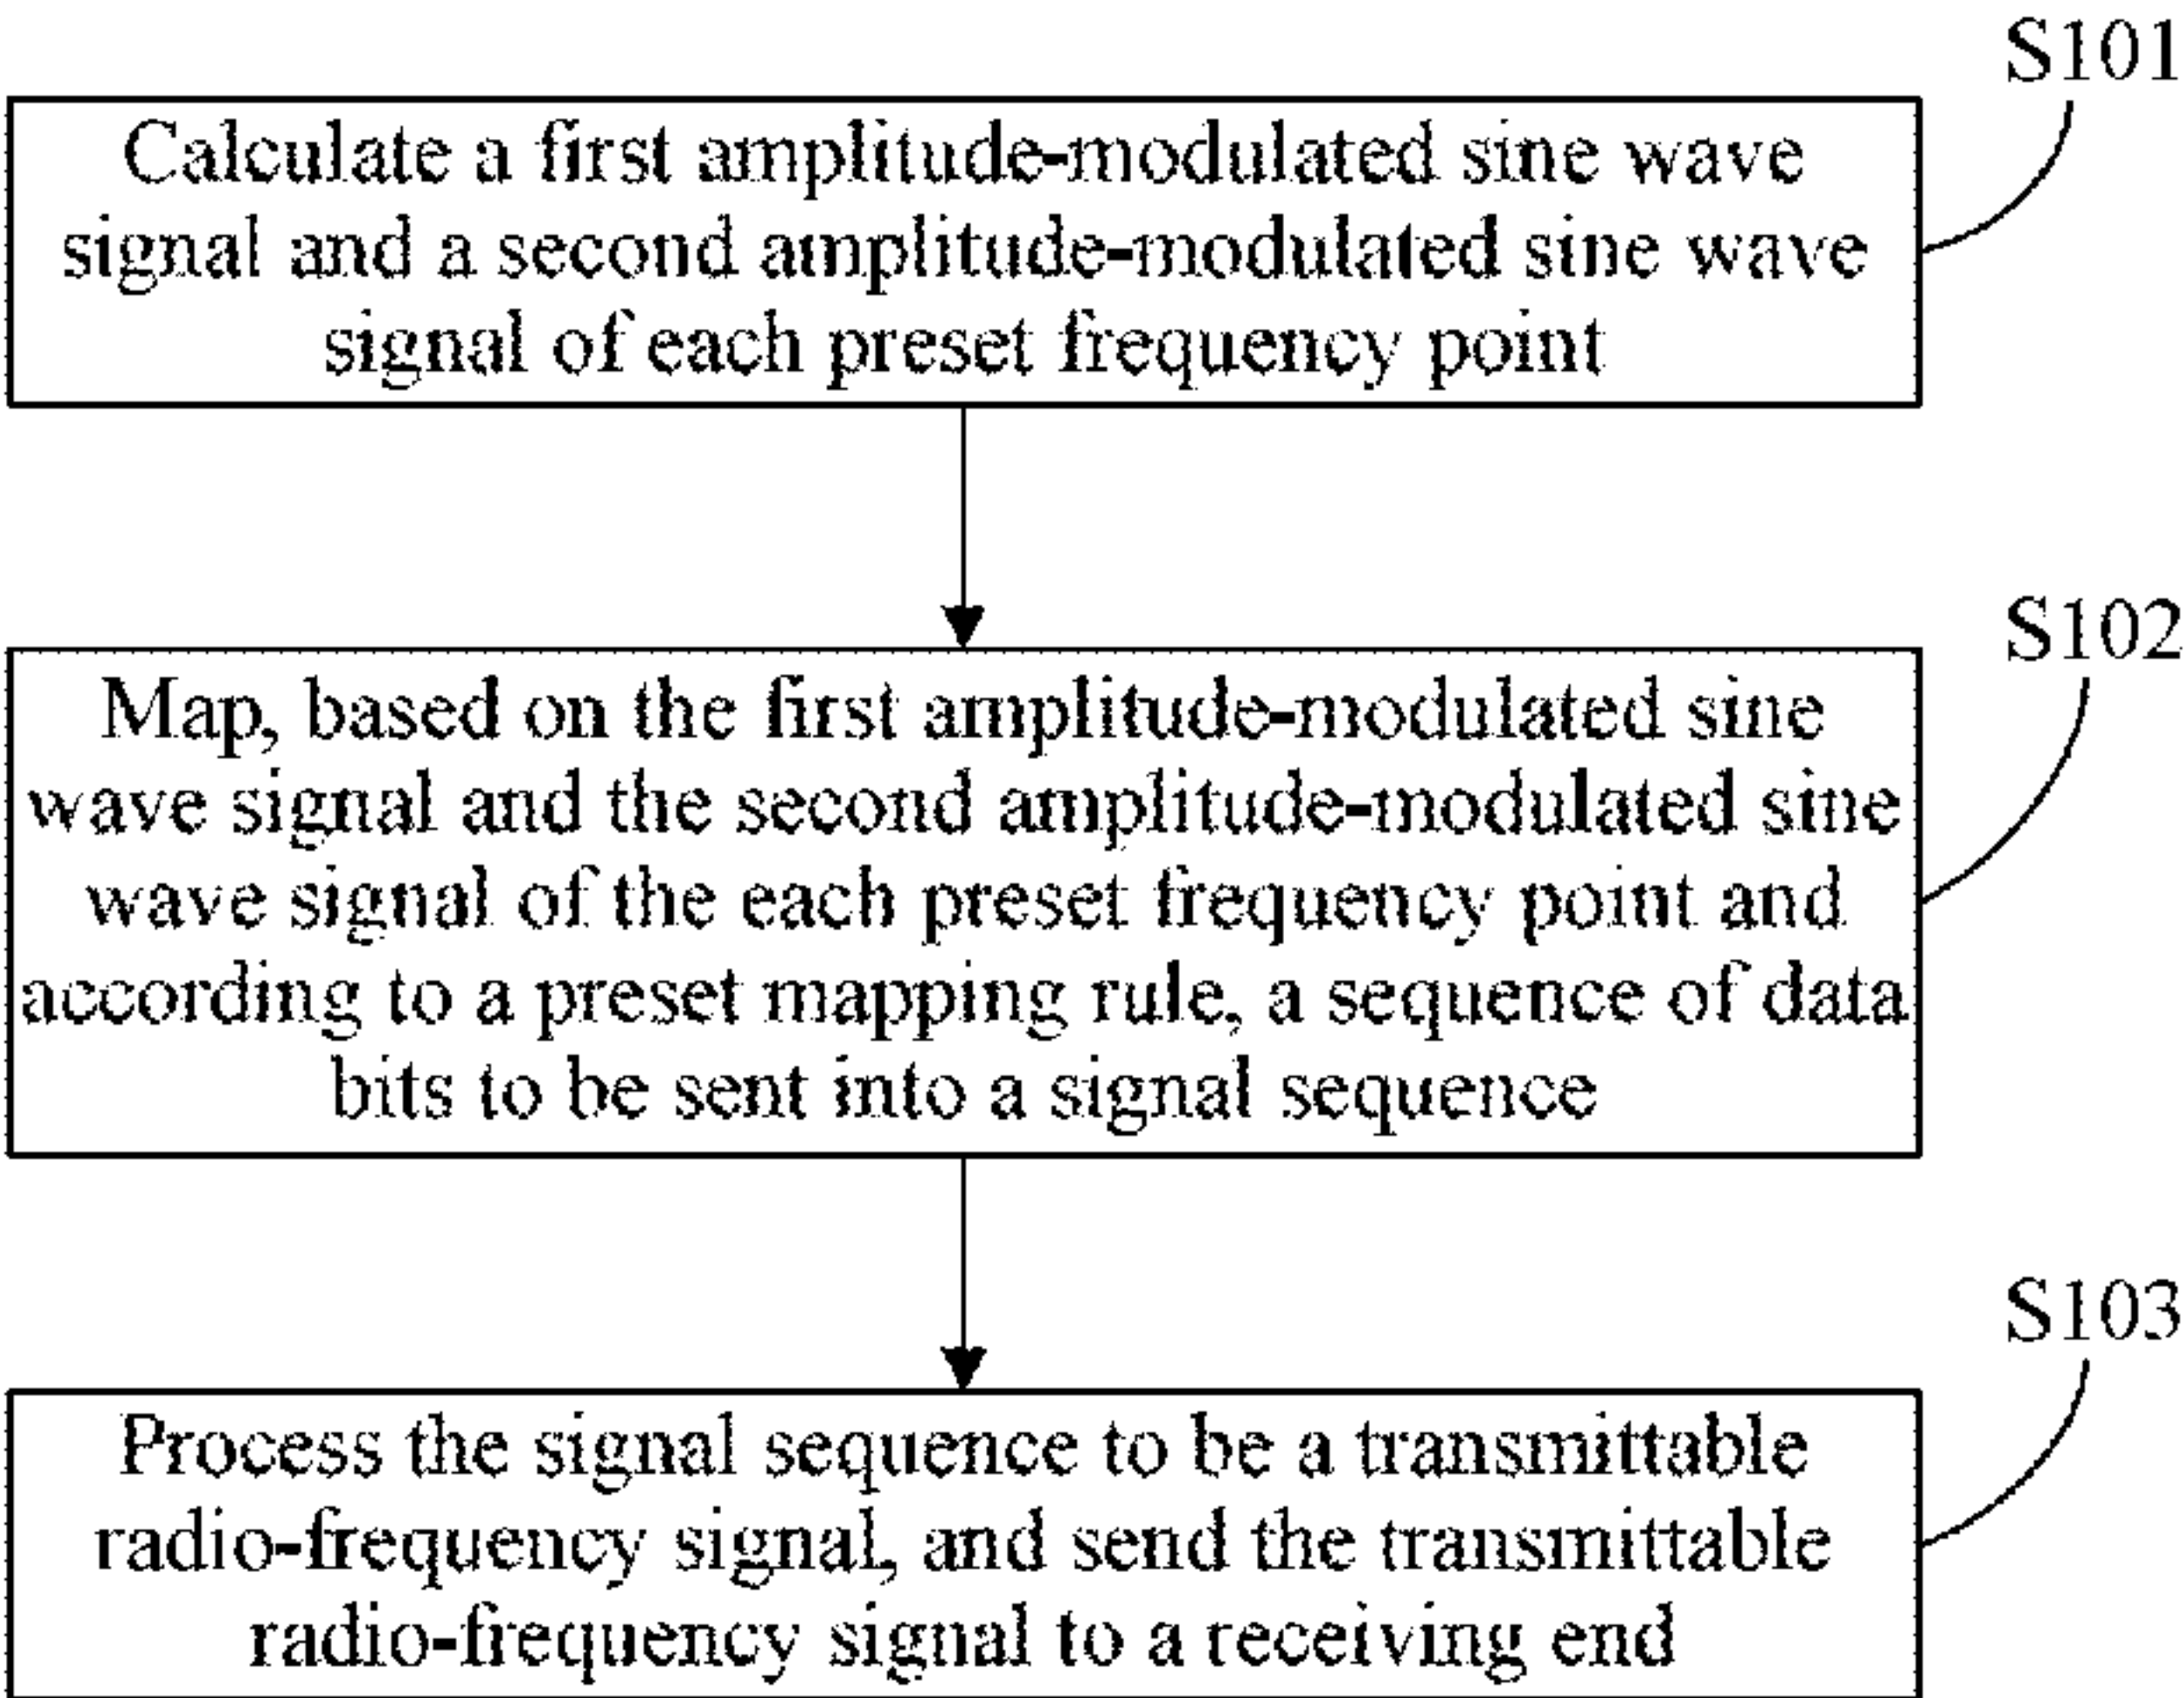 S101
Calculate a first amplitude-modulated sine wave
signal and a second amplitude-modulated sine wave
signal of each preset frequency point
S102
Map, based on the first amplitude-modulated sine
wave signal and the second amplitude-modulated sine
wave signal of the each preset frequency point and
according to a preset mapping rule, a sequence of data
bits to be sent into a signal sequence
S103
Process the signal sequence to be a transmittable
radio-frequency signal, and send the transmittable
radio-frequency signal to a receiving end